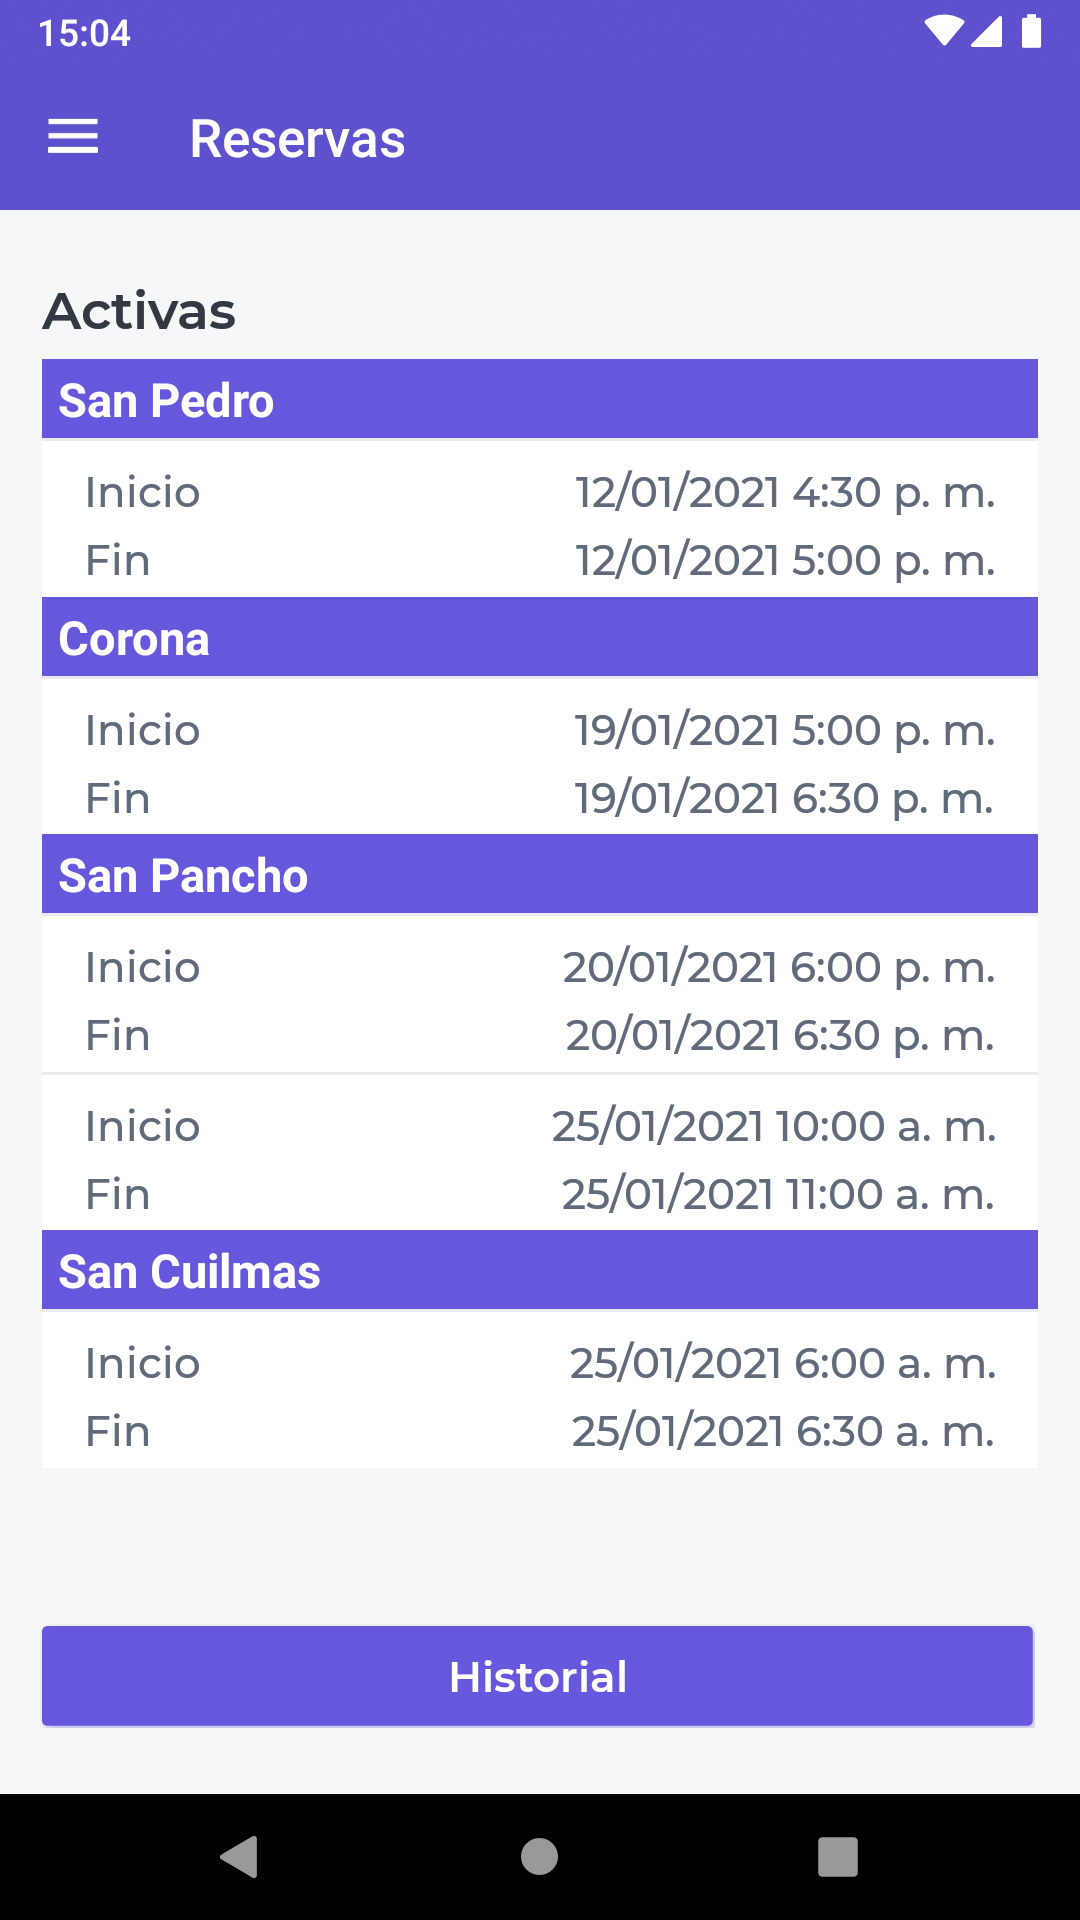 15:04
Reservas
Activas
San Pedro
Inicio 12/01/2021 4:30 p. m.
Fin 12/01/2021 5:00 p. m.
Corona
Inicio 19/01/2021 5:00 p. m.
Fin 19/01/2021 6:30 p. m.
San Pancho
Inicio 20/01/2021 6:00 p. m.
Fin 20/01/2021 6:30 p. m.
Inicio 25/01/2021 10:00 a. m.
Fin 25/01/2021 11:00 a. m.
San Cuilmas
Inicio 25/01/2021 6:00 a. m.
Fin 25/01/2021 6:30 a. m.
Historial